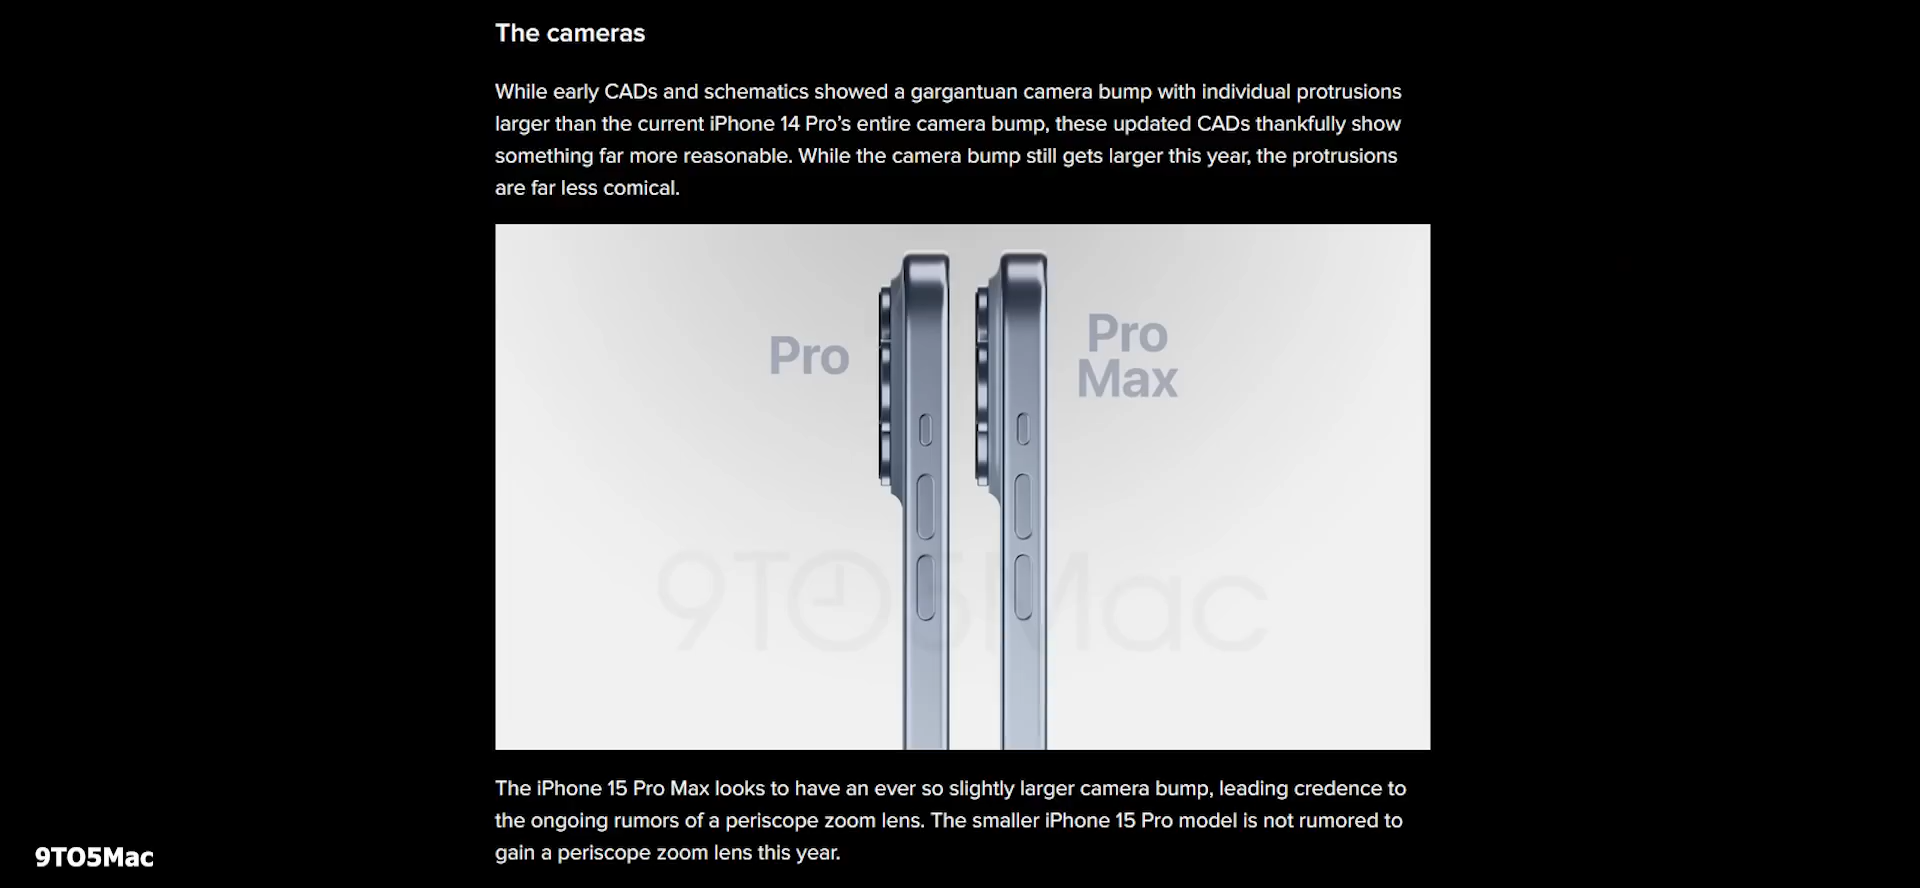 The cameras
While early CADs and schematics showed a gargantuan camera bump with individual protrusions
larger than the current iPhone 14 Pro’s entire camera bump, these updated CADs thankfully show
something far more reasonable. While the camera bump still gets larger this year, the protrusions
are far less comical.
Pro
Pro
Max
9TO5Mac
The iPhone 15 Pro Max looks to have an ever so slightly larger camera bump, leading credence to
the ongoing rumors of a periscope zoom lens. The smaller iPhone 15 Pro model is not rumored to
gain a periscope zoom lens this year.
9TO5Mac